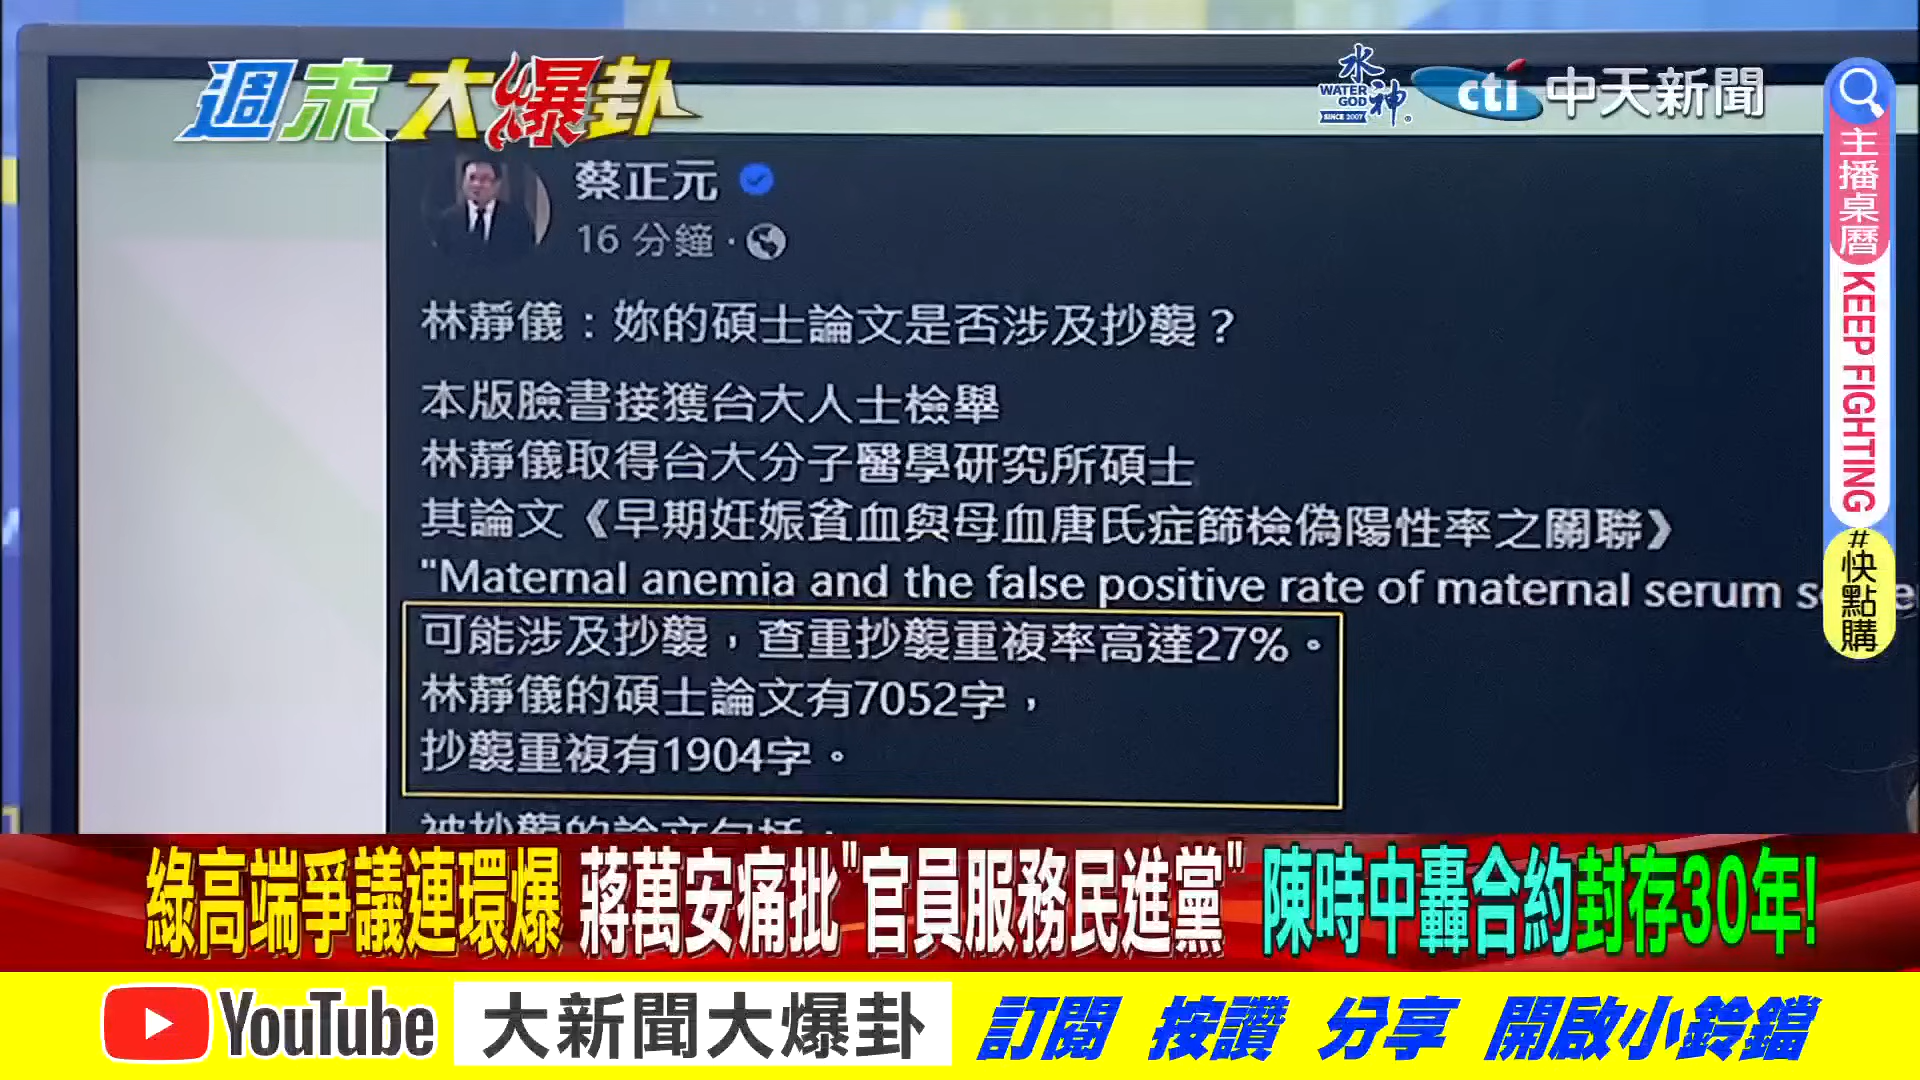 週末大爆卦
水神
WATER GOD
SINCE 2007
cti 中天新聞
主播桌曆
KEEP FIGHTING
#快點購
蔡正元
16 分鐘 ·
林靜儀：妳的碩士論文是否涉及抄襲？
本版臉書接獲台大人士檢舉
林靜儀取得台大分子醫學研究所碩士
其論文《早期妊娠貧血與母血唐氏症篩檢偽陽性率之關聯》
"Maternal anemia and the false positive rate of maternal serum
可能涉及抄襲，查重抄襲重複率高達27%。
林靜儀的碩士論文有7052字，
抄襲重複有1904字。
被抄襲的論文包括：
綠高端爭議連環爆 蔣萬安痛批"官員服務民進黨" 陳時中轟合約封存30年!
YouTube 大新聞大爆卦 訂閱 按讚 分享 開啟小鈴鐺